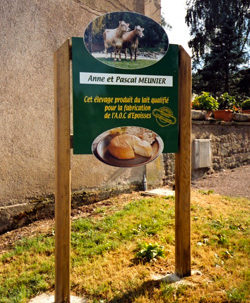 Anne et Pascal MEUNIER
Cet élevage produit du lait qualifié
pour la fabrication
de l'A.O.C d'Epoisses